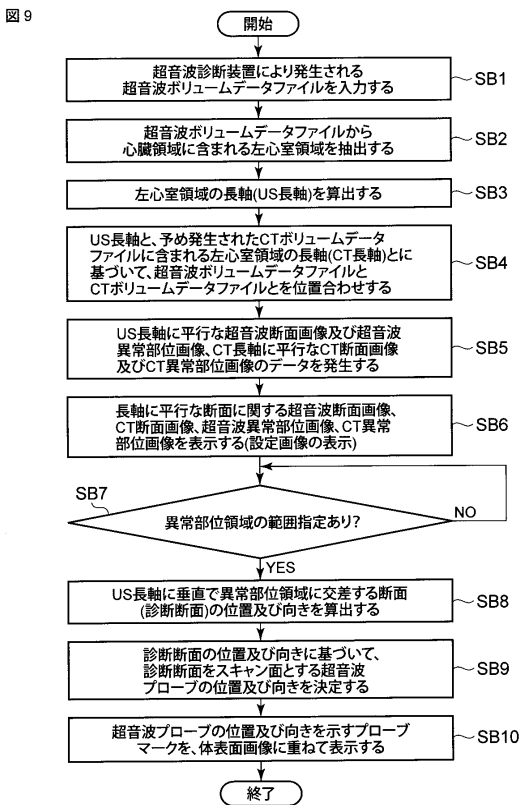 図9
開始
超音波診断装置により発生される
超音波ボリュームデータファイルを入力する
SB1
超音波ボリュームデータファイルから
心臓領域に含まれる左心室領域を抽出する
SB2
左心室領域の長軸(US長軸)を算出する
SB3
US長軸と、予め発生されたCTボリュームデータ
ファイルに含まれる左心室領域の長軸(CT長軸)とに
基づいて、超音波ボリュームデータファイルと
CTボリュームデータファイルとを位置合わせする
SB4
US長軸に平行な超音波断面画像及び超音波
異常部位画像、CT長軸に平行なCT断面画像
及びCT異常部位画像のデータを発生する
SB5
長軸に平行な断面に関する超音波断面画像、
CT断面画像、超音波異常部位画像、CT異常
部位画像を表示する(設定画像の表示)
SB6
SB7
異常部位領域の範囲指定あり?
NO
YES
US長軸に垂直で異常部位領域に交差する断面
(診断断面)の位置及び向きを算出する
SB8
診断断面の位置及び向きに基づいて、
診断断面をスキャン面とする超音波
プローブの位置及び向きを決定する
SB9
超音波プローブの位置及び向きを示すプローブ
マークを、体表面画像に重ねて表示する
SB10
終了